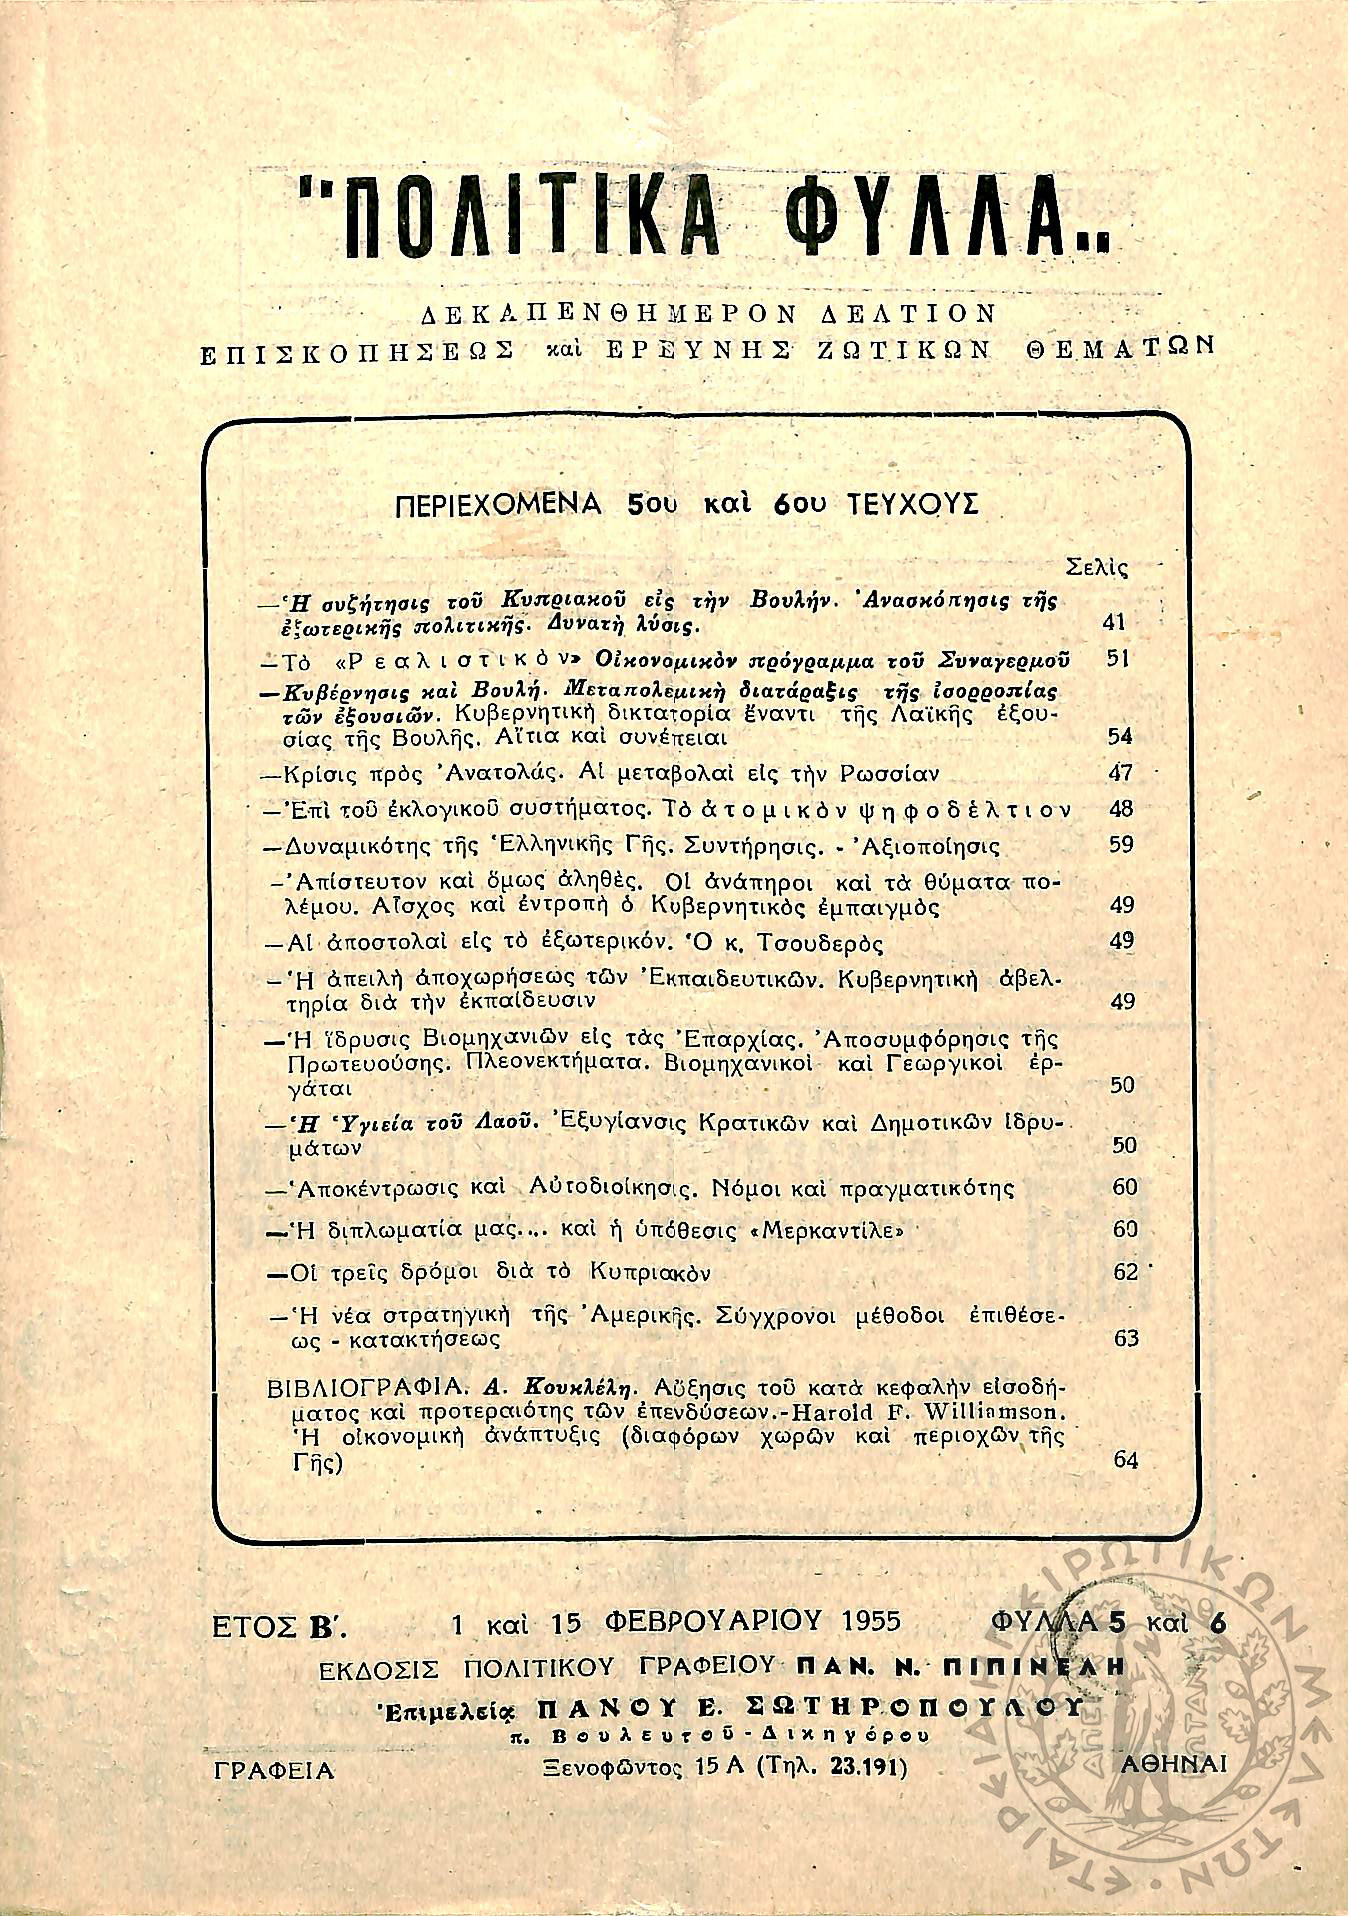 "ΠΟΛΙΤΙΚΑ ΦΥΛΛΑ„
ΔΕΚΑΠΕΝΘΗΜΕΡΟΝ ΔΕΛΤΙΟΝ
ΕΠΙΣΚΟΠΗΣΕΩΣ καὶ ΕΡΕΥΝΗΣ ΖΩΤΙΚΩΝ ΘΕΜΑΤΩΝ
ΠΕΡΙΕΧΟΜΕΝΑ 5ου καὶ 6ου ΤΕΥΧΟΥΣ
Σελὶς
—Ἡ συζήτησις τοῦ Κυπριακοῦ εἰς τὴν Βουλήν. Ἀνασκόπησις τῆς
ἐξωτερικῆς πολιτικῆς. Δυνατὴ λύσις. 41
—Τὸ «Ρεαλιστικὸν» Οἰκονομικὸν πρόγραμμα τοῦ Συναγερμοῦ 51
—Κυβέρνησις καὶ Βουλή. Μεταπολεμικὴ διατάραξις τῆς ἰσορροπίας
τῶν ἐξουσιῶν. Κυβερνητικὴ δικτατορία ἔναντι τῆς Λαϊκῆς ἐξου-
σίας τῆς Βουλῆς. Αἴτια καὶ συνέπειαι 54
—Κρίσις πρὸς Ἀνατολάς. Αἱ μεταβολαὶ εἰς τὴν Ρωσσίαν 47
—Ἐπὶ τοῦ ἐκλογικοῦ συστήματος. Τὸ ἀτομικὸν ψηφοδέλτιον 48
—Δυναμικότης τῆς Ἑλληνικῆς Γῆς. Συντήρησις. - Ἀξιοποίησις 59
—Ἀπίστευτον καὶ ὅμως ἀληθὲς. Οἱ ἀνάπηροι καὶ τὰ θύματα πο-
λέμου. Αἶσχος καὶ ἐντροπὴ ὁ Κυβερνητικὸς ἐμπαιγμὸς 49
—Αἱ ἀποστολαὶ εἰς τὸ ἐξωτερικόν. Ὁ κ. Τσουδερὸς 49
—Ἡ ἀπειλὴ ἀποχωρήσεως τῶν Ἐκπαιδευτικῶν. Κυβερνητικὴ ἀβελ-
τηρία διὰ τὴν ἐκπαίδευσιν 49
—Ἡ ἵδρυσις Βιομηχανιῶν εἰς τὰς Ἐπαρχίας. Ἀποσυμφόρησις τῆς
Πρωτευούσης. Πλεονεκτήματα. Βιομηχανικοὶ καὶ Γεωργικοὶ ἐρ-
γάται 50
—Ἡ Ὑγιεία τοῦ Λαοῦ. Ἐξυγίανσις Κρατικῶν καὶ Δημοτικῶν Ἱδρυ-
μάτων 50
—Ἀποκέντρωσις καὶ Αὐτοδιοίκησις. Νόμοι καὶ πραγματικότης 60
—Ἡ διπλωματία μας.... καὶ ἡ ὑπόθεσις «Μερκαντίλε» 60
—Οἱ τρεῖς δρόμοι διὰ τὸ Κυπριακὸν 62
—Ἡ νέα στρατηγικὴ τῆς Ἀμερικῆς. Σύγχρονοι μέθοδοι ἐπιθέσε-
ως - κατακτήσεως 63
ΒΙΒΛΙΟΓΡΑΦΙΑ. Α. Κουκλέλη. Αὔξησις τοῦ κατὰ κεφαλὴν εἰσοδή-
ματος καὶ προτεραιότης τῶν ἐπενδύσεων.-Harold F. Williamson.
Ἡ οἰκονομικὴ ἀνάπτυξις (διαφόρων χωρῶν καὶ περιοχῶν τῆς
Γῆς) 64
ΕΤΟΣ Β΄. 1 καὶ 15 ΦΕΒΡΟΥΑΡΙΟΥ 1955 ΦΥΛΛΑ 5 καὶ 6
ΕΚΔΟΣΙΣ ΠΟΛΙΤΙΚΟΥ ΓΡΑΦΕΙΟΥ ΠΑΝ. Ν. ΠΙΠΙΝΕΛΗ
Ἐπιμελείᾳ ΠΑΝΟΥ Ε. ΣΩΤΗΡΟΠΟΥΛΟΥ
π. Βουλευτοῦ - Δικηγόρου
ΓΡΑΦΕΙΑ Ξενοφῶντος 15 Α (Τηλ. 23.191) ΑΘΗΝΑΙ
ΕΤΑΙΡΕΙΑ ΗΠΕΙΡΩΤΙΚΩΝ ΜΕΛΕΤΩΝ